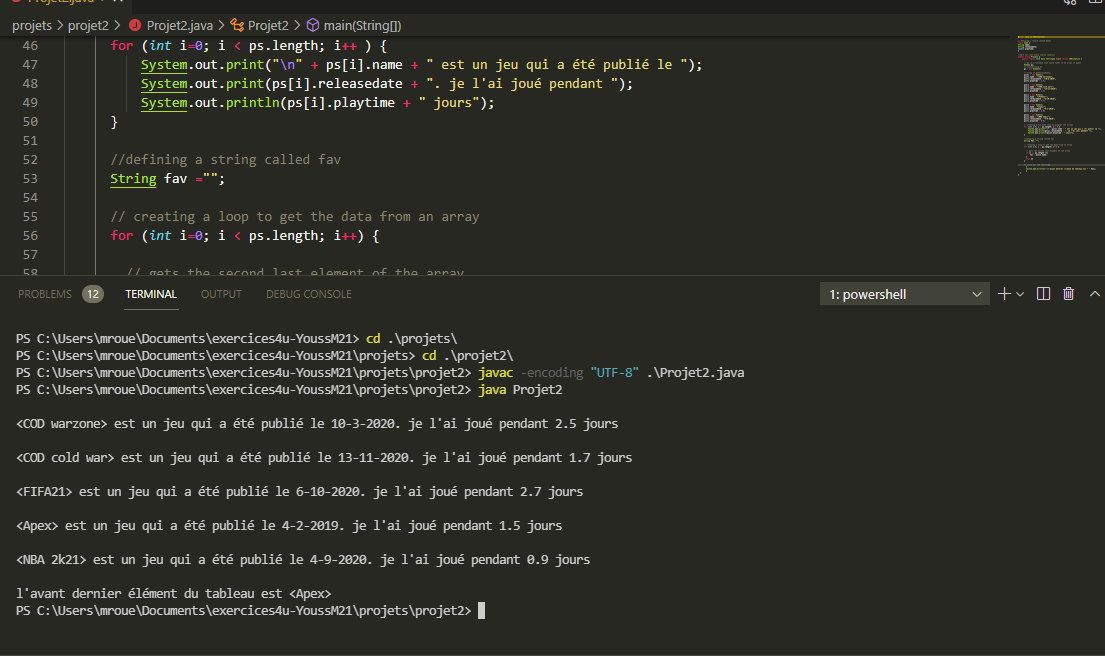 Projet2.java
projets > projet2 > Projet2.java > Projet2 > main(String[])
46 for (int i=0; i < ps.length; i++ ) {
47 System.out.print("\n" + ps[i].name + " est un jeu qui a été publié le ");
48 System.out.print(ps[i].releasedate + ". je l'ai joué pendant ");
49 System.out.println(ps[i].playtime + " jours");
50 }
51
52 //defining a string called fav
53 String fav ="";
54
55 // creating a loop to get the data from an array
56 for (int i=0; i < ps.length; i++) {
57
58 // gets the second last element of the array
PROBLEMS 12 TERMINAL OUTPUT DEBUG CONSOLE 1: powershell
PS C:\Users\mroue\Documents\exercices4u-YoussM21> cd .\projets\
PS C:\Users\mroue\Documents\exercices4u-YoussM21\projets> cd .\projet2\
PS C:\Users\mroue\Documents\exercices4u-YoussM21\projets\projet2> javac -encoding "UTF-8" .\Projet2.java
PS C:\Users\mroue\Documents\exercices4u-YoussM21\projets\projet2> java Projet2
<COD warzone> est un jeu qui a été publié le 10-3-2020. je l'ai joué pendant 2.5 jours
<COD cold war> est un jeu qui a été publié le 13-11-2020. je l'ai joué pendant 1.7 jours
<FIFA21> est un jeu qui a été publié le 6-10-2020. je l'ai joué pendant 2.7 jours
<Apex> est un jeu qui a été publié le 4-2-2019. je l'ai joué pendant 1.5 jours
<NBA 2k21> est un jeu qui a été publié le 4-9-2020. je l'ai joué pendant 0.9 jours
l'avant dernier élément du tableau est <Apex>
PS C:\Users\mroue\Documents\exercices4u-YoussM21\projets\projet2>